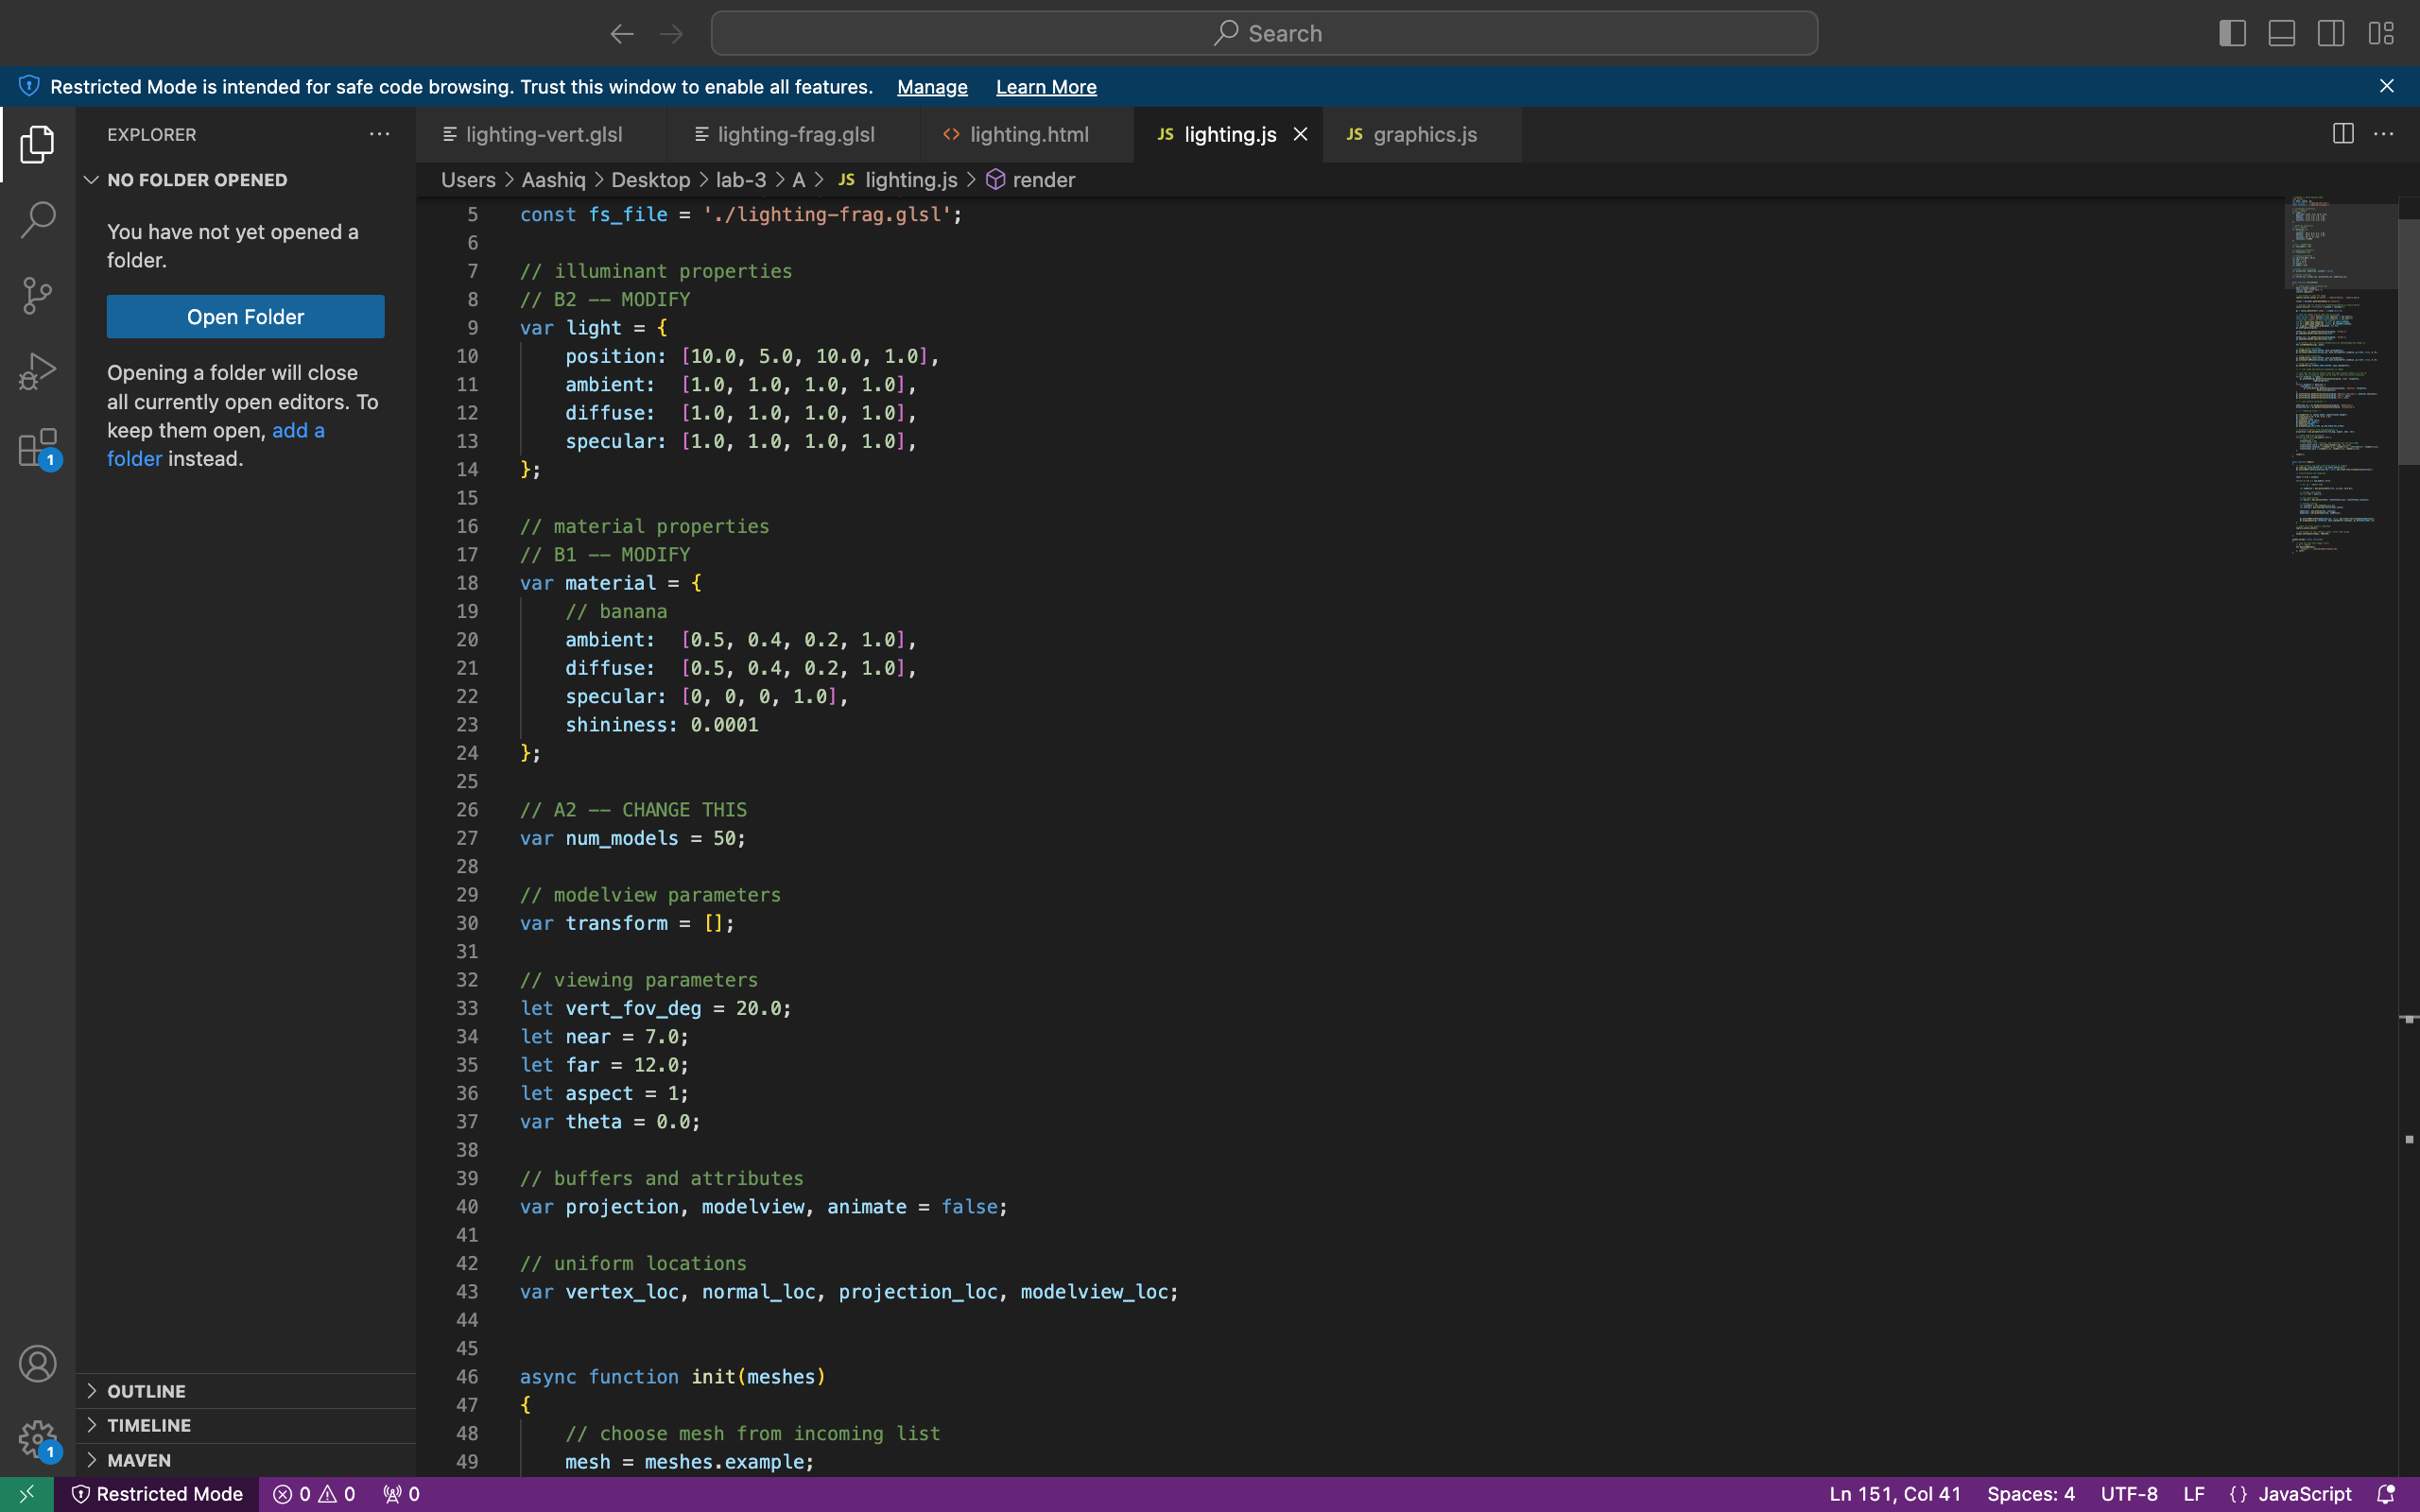 Search
Restricted Mode is intended for safe code browsing. Trust this window to enable all features. Manage Learn More
EXPLORER
NO FOLDER OPENED
You have not yet opened a
folder.
Open Folder
Opening a folder will close
all currently open editors. To
keep them open, add a
folder instead.
1
OUTLINE
TIMELINE
MAVEN
1
lighting-vert.glsl lighting-frag.glsl <> lighting.html JS lighting.js JS graphics.js
Users > Aashiq > Desktop > lab-3 > A > JS lighting.js > render
5 const fs_file = './lighting-frag.glsl';
6
7 // illuminant properties
8 // B2 -- MODIFY
9 var light = {
10 position: [10.0, 5.0, 10.0, 1.0],
11 ambient: [1.0, 1.0, 1.0, 1.0],
12 diffuse: [1.0, 1.0, 1.0, 1.0],
13 specular: [1.0, 1.0, 1.0, 1.0],
14 };
15
16 // material properties
17 // B1 -- MODIFY
18 var material = {
19 // banana
20 ambient: [0.5, 0.4, 0.2, 1.0],
21 diffuse: [0.5, 0.4, 0.2, 1.0],
22 specular: [0, 0, 0, 1.0],
23 shininess: 0.0001
24 };
25
26 // A2 -- CHANGE THIS
27 var num_models = 50;
28
29 // modelview parameters
30 var transform = [];
31
32 // viewing parameters
33 let vert_fov_deg = 20.0;
34 let near = 7.0;
35 let far = 12.0;
36 let aspect = 1;
37 var theta = 0.0;
38
39 // buffers and attributes
40 var projection, modelview, animate = false;
41
42 // uniform locations
43 var vertex_loc, normal_loc, projection_loc, modelview_loc;
44
45
46 async function init(meshes)
47 {
48 // choose mesh from incoming list
49 mesh = meshes.example;
Restricted Mode 0 0 0 Ln 151, Col 41 Spaces: 4 UTF-8 LF {} JavaScript